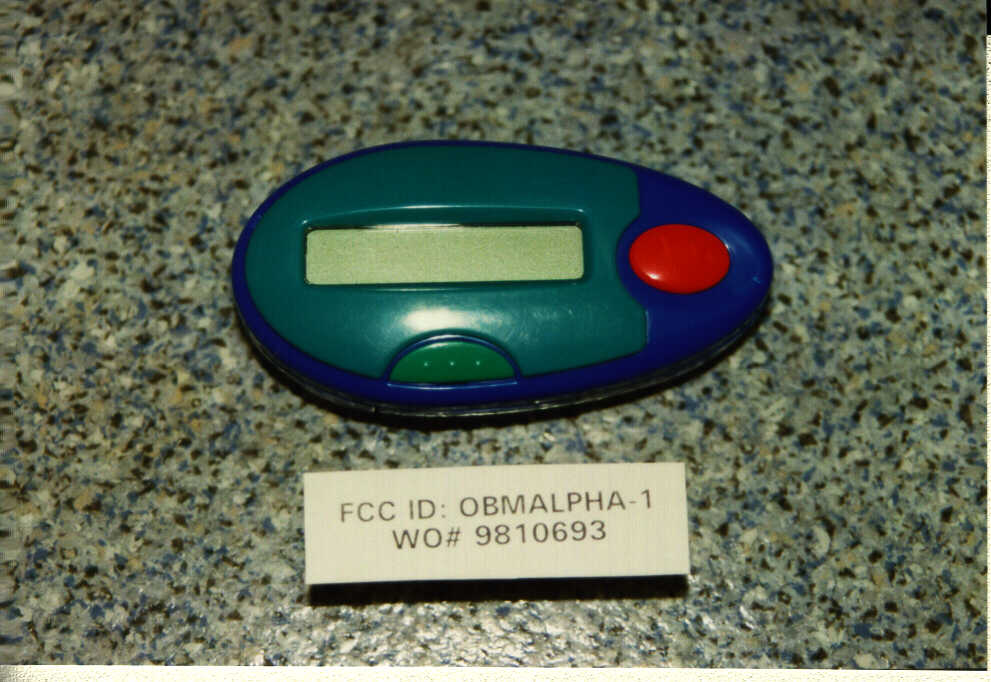 FCC ID: OBMALPHA-1
WO# 9810693